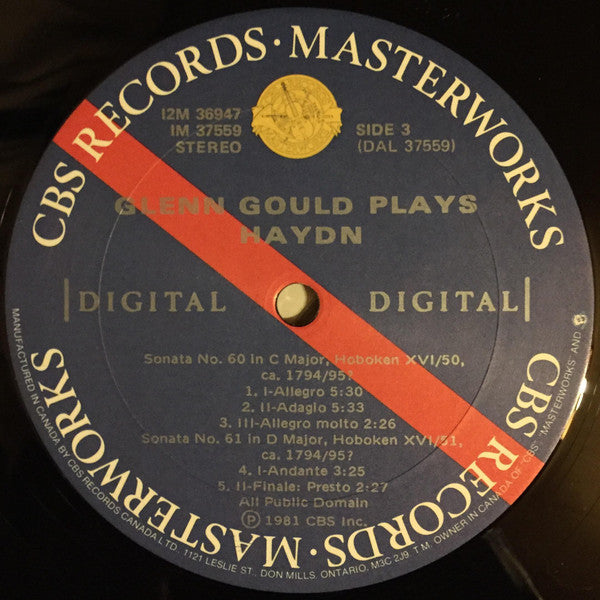 CBS RECORDS · MASTERWORKS
I2M 36947
IM 37559
STEREO
SIDE 3
(DAL 37559)
GLENN GOULD PLAYS
HAYDN
DIGITAL
DIGITAL
Sonata No. 60 in C Major, Hoboken XVI/50,
ca. 1794/95?
1. I-Allegro 5:30
2. II-Adagio 5:33
3. III-Allegro molto 2:26
Sonata No. 61 in D Major, Hoboken XVI/51,
ca. 1794/95?
4. I-Andante 3:25
5. II-Finale: Presto 2:27
All Public Domain
℗ 1981 CBS Inc.
CBS RECORDS · MASTERWORKS
MANUFACTURED IN CANADA BY CBS RECORDS CANADA LTD., 1121 LESLIE ST., DON MILLS, ONTARIO, M3C 2J9. T.M. OWNER IN CANADA OF "CBS", "MASTERWORKS" AND